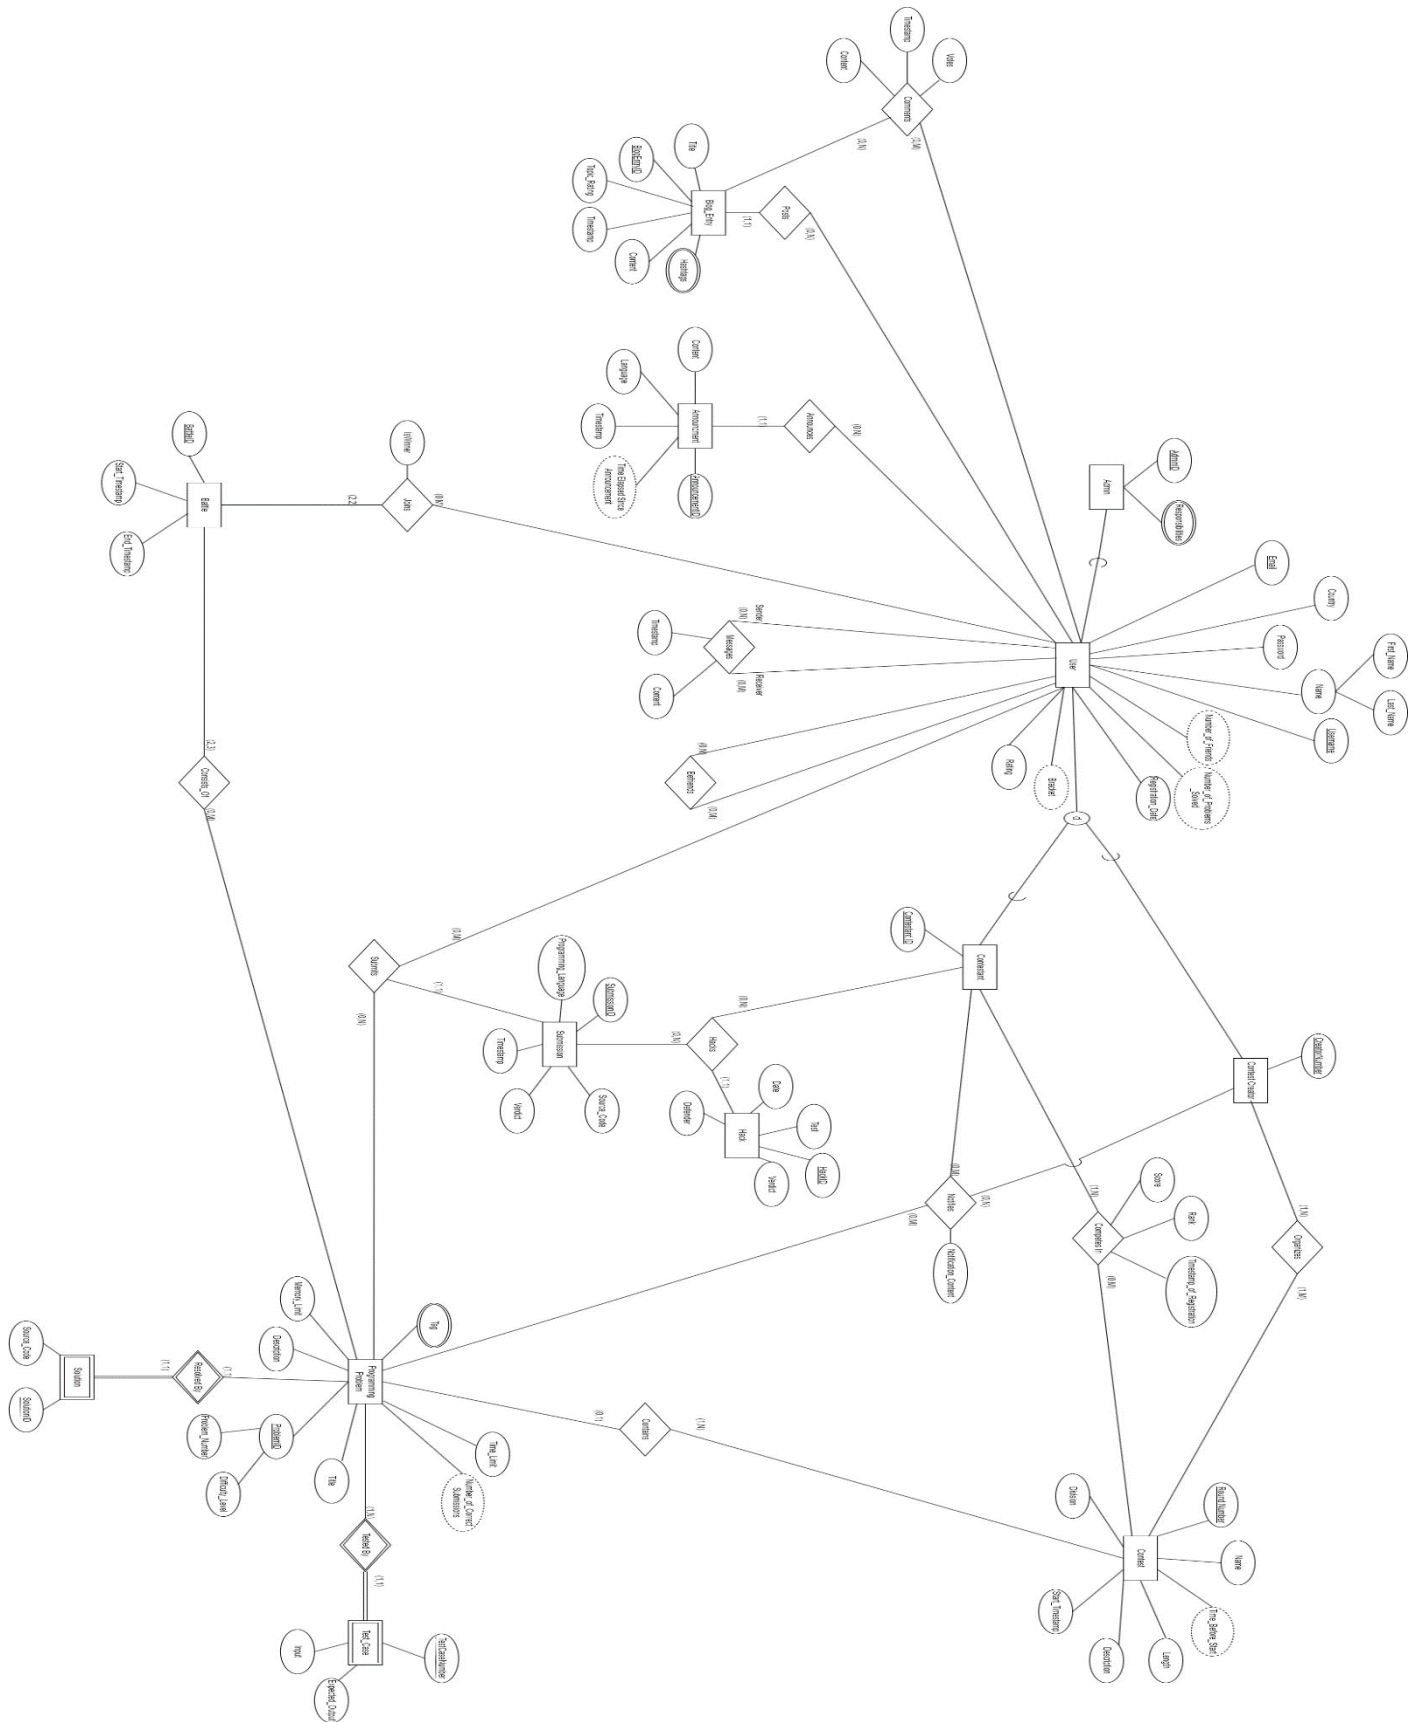 Timestamp
Votes
Content
Comments
(0,M)
(0,N)
Title
BlogEntryID
Topic_Rating
Timestamp
Content
Hashtags
Blog_Entry
(1,1)
Posts
(0,N)
Content
Language
Timestamp
Time Elapsed Since
Announcement
AnnouncementID
Announcment
(1,1)
Announces
(0,N)
BattleID
Start_Timestamp
End_Timestamp
Battle
(2,2)
IsWinner
Joins
(0,M)
Admin
AdminID
Responsibilities
Email
Country
Password
First_Name
Last_Name
Name
Username
User
Number_of_Friends
Number_of_Problems
_Solved
Registration_Date
Bracket
Rating
Sender
(0,N)
Messages
Receiver
(0,M)
Timestamp
Content
(0,N)
Befriends
(0,M)
(2,3)
Consists_Of
(0,M)
d
Contestant ID
Contestant
(0,M)
Submits
(1,1)
(0,N)
Programming_Language
SubmissionID
Submission
Timestamp
Verdict
Source_Code
(0,N)
(0,N)
Hacks
(1,1)
Date
Test
HackID
Hack
Defender
Verdict
CreatorNumber
Contest Creator
(0,M)
(0,N)
Notifies
(0,M)
Notification_Content
Score
Rank
Timestamp_of_Registration
(1,N)
Competes In
(0,M)
(1,N)
Organizes
(1,M)
Memory_Limit
Description
Tag
Programming
Problem
Source_Code
SolutionID
Solution
(1,1)
Resolved By
(1,1)
Problem_Number
ProblemID
Difficulty_Level
Title
Time_Limit
Number_of_Correct
Submissions
(0,1)
Contains
(1,N)
(1,N)
Tested By
(1,1)
Test_Case
Input
Expected_Output
TestCaseNumber
Division
Round Number
Name
Contest
Start_Timestamp
Description
Length
Time_Before_Start